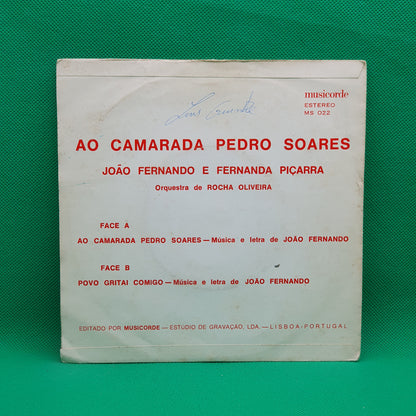 musicorde
ESTEREO
MS 022
AO CAMARADA PEDRO SOARES
JOÃO FERNANDO E FERNANDA PIÇARRA
Orquestra de ROCHA OLIVEIRA
FACE A
AO CAMARADA PEDRO SOARES — Música e letra de JOÃO FERNANDO
FACE B
POVO GRITAI COMIGO — Música e letra de JOÃO FERNANDO
EDITADO POR MUSICORDE — ESTÚDIO DE GRAVAÇÃO, LDA. — LISBOA-PORTUGAL